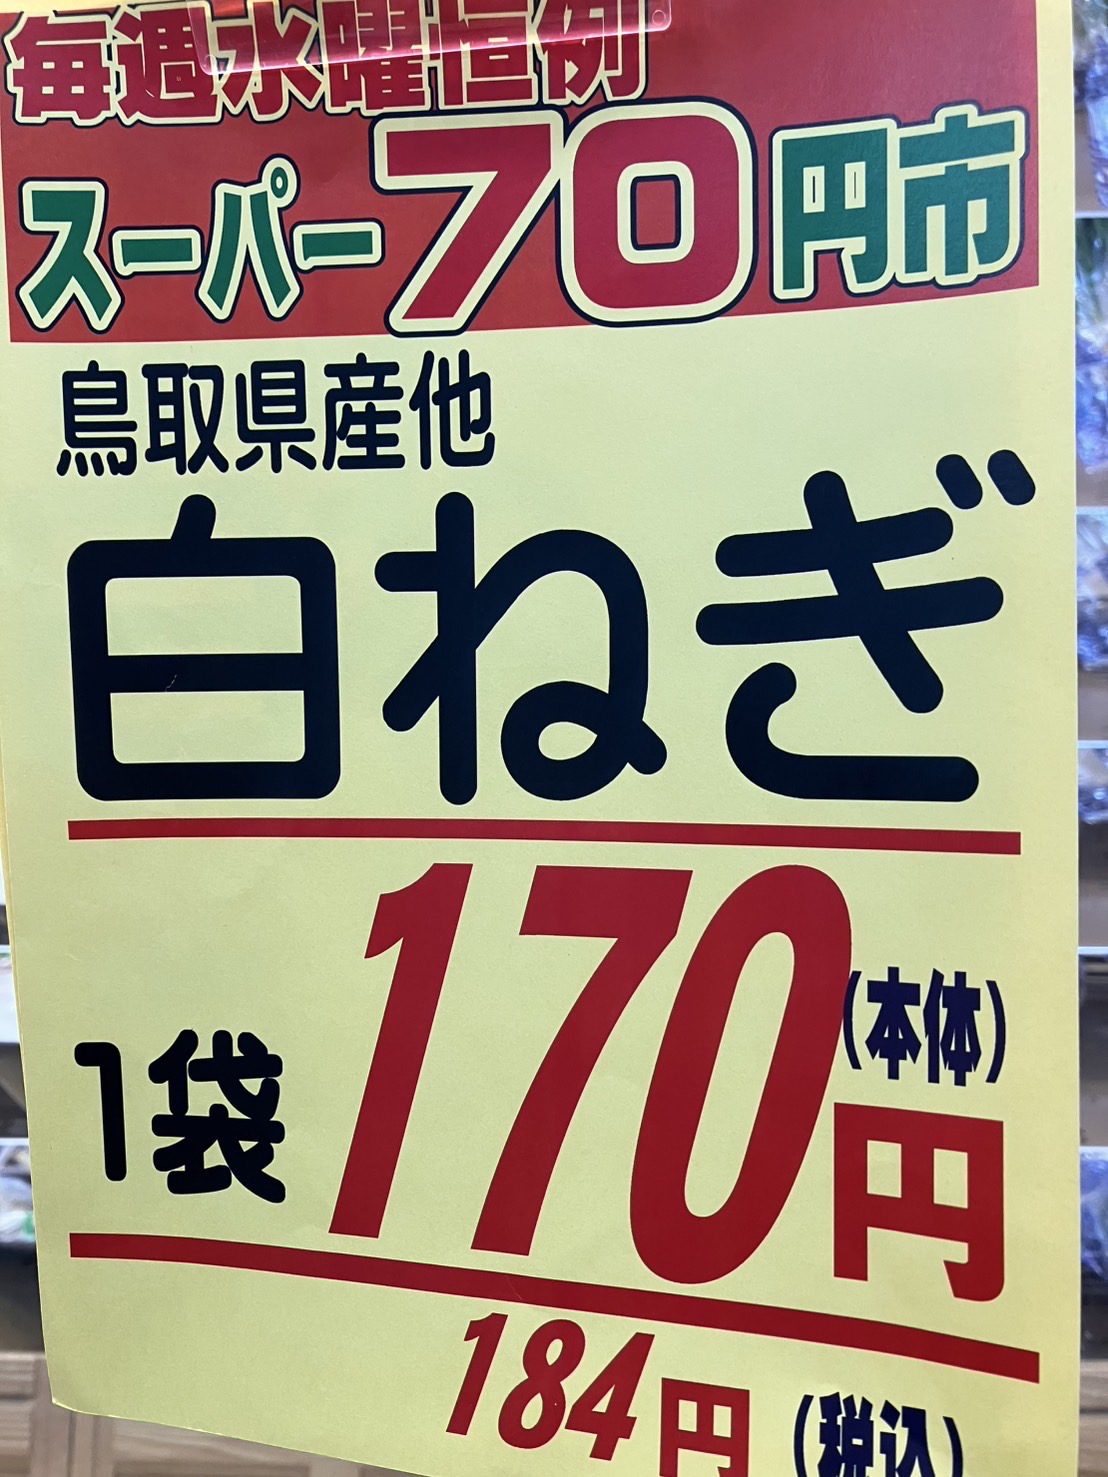 毎週水曜恒例
スーパー70円市
鳥取県産他
白ねぎ
1袋 170円 (本体)
184円 (税込)